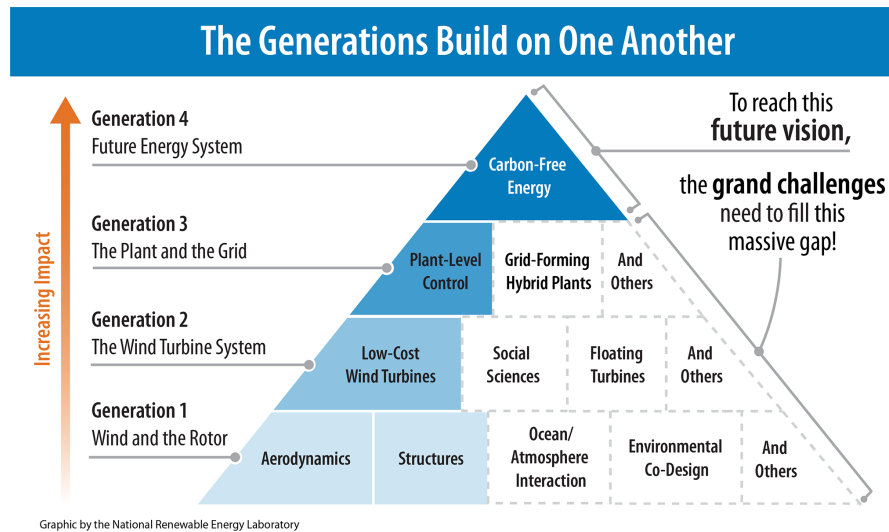 The Generations Build on One Another
Increasing Impact
Generation 4
Future Energy System
Generation 3
The Plant and the Grid
Generation 2
The Wind Turbine System
Generation 1
Wind and the Rotor
Carbon-Free
Energy
Plant-Level
Control
Grid-Forming
Hybrid Plants
And
Others
Low-Cost
Wind Turbines
Social
Sciences
Floating
Turbines
And
Others
Aerodynamics
Structures
Ocean/
Atmosphere
Interaction
Environmental
Co-Design
And
Others
To reach this
future vision,
the grand challenges
need to fill this
massive gap!
Graphic by the National Renewable Energy Laboratory